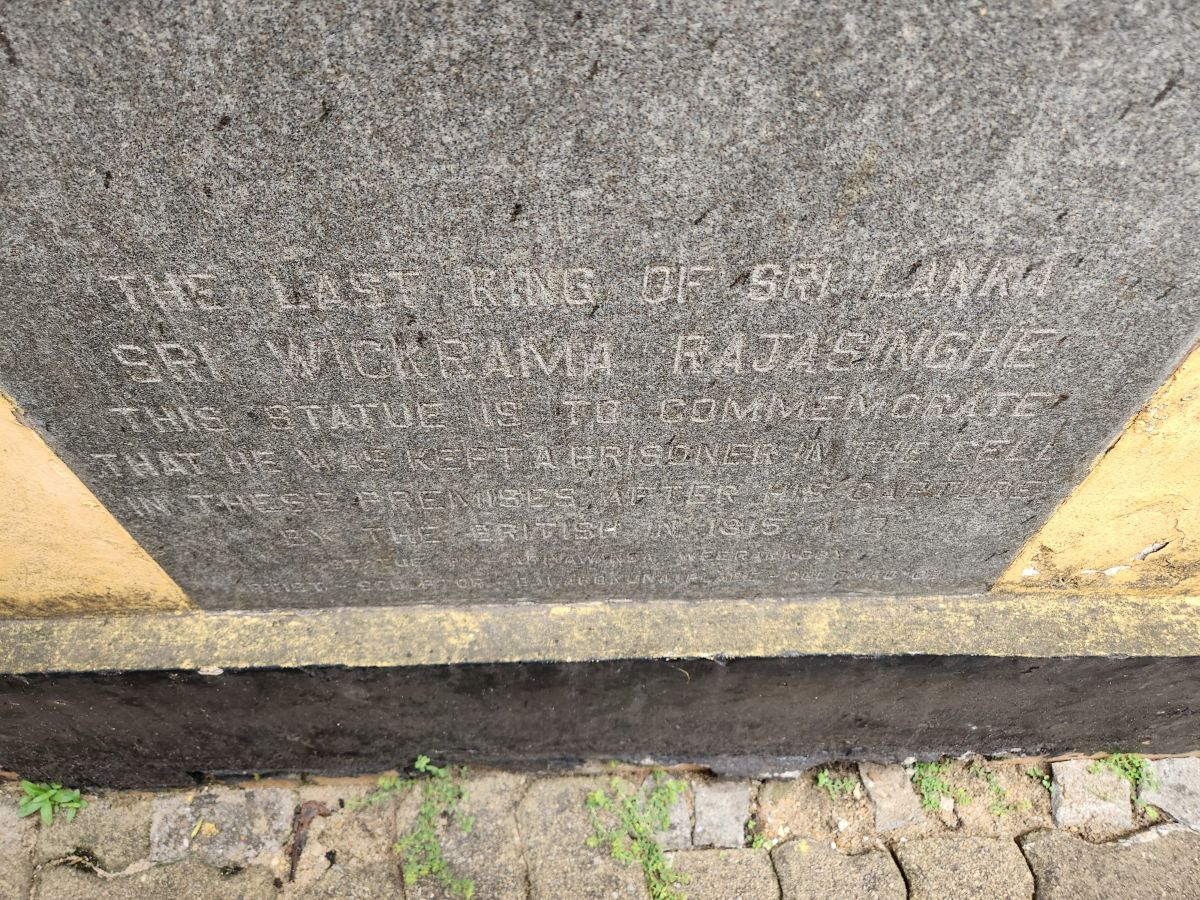 THE LAST KING OF SRI LANKA
SRI WICKRAMA RAJASINGHE
THIS STATUE IS TO COMMEMORATE
THAT HE WAS KEPT A PRISONER IN THE CELL
IN THESE PREMISES AFTER HIS CAPTURE
BY THE BRITISH IN 1815 A D